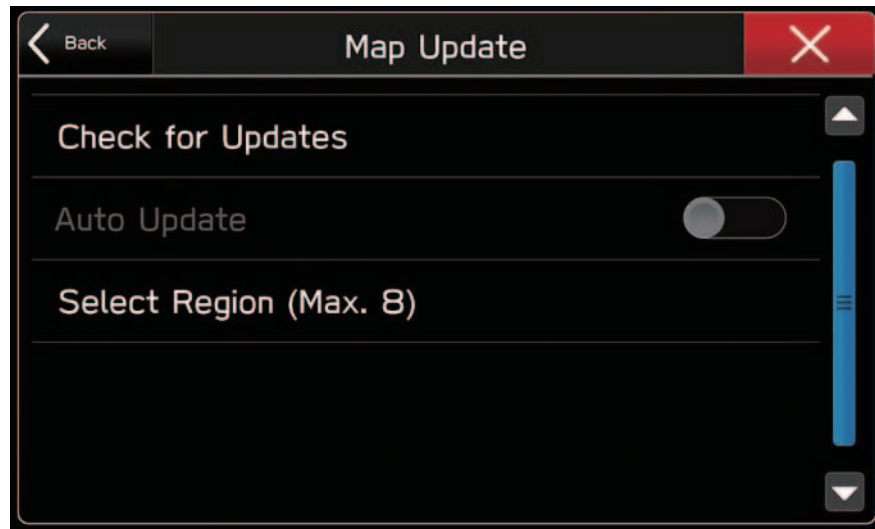 Back
Map Update
Check for Updates
Auto Update
Select Region (Max. 8)